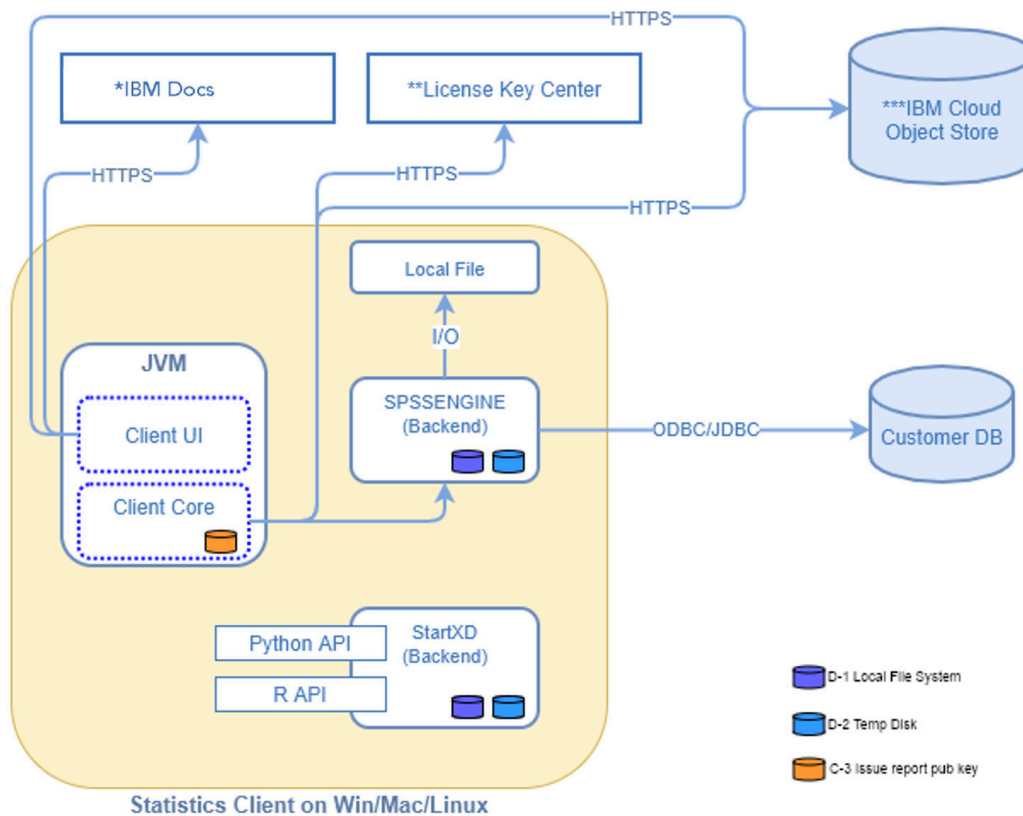 HTTPS
*IBM Docs
**License Key Center
***IBM Cloud
Object Store
HTTPS
HTTPS
HTTPS
Local File
I/O
JVM
Client UI
Client Core
SPSSENGINE
(Backend)
ODBC/JDBC
Customer DB
Python API
R API
StartXD
(Backend)
D-1 Local File System
D-2 Temp Disk
C-3 Issue report pub key
Statistics Client on Win/Mac/Linux